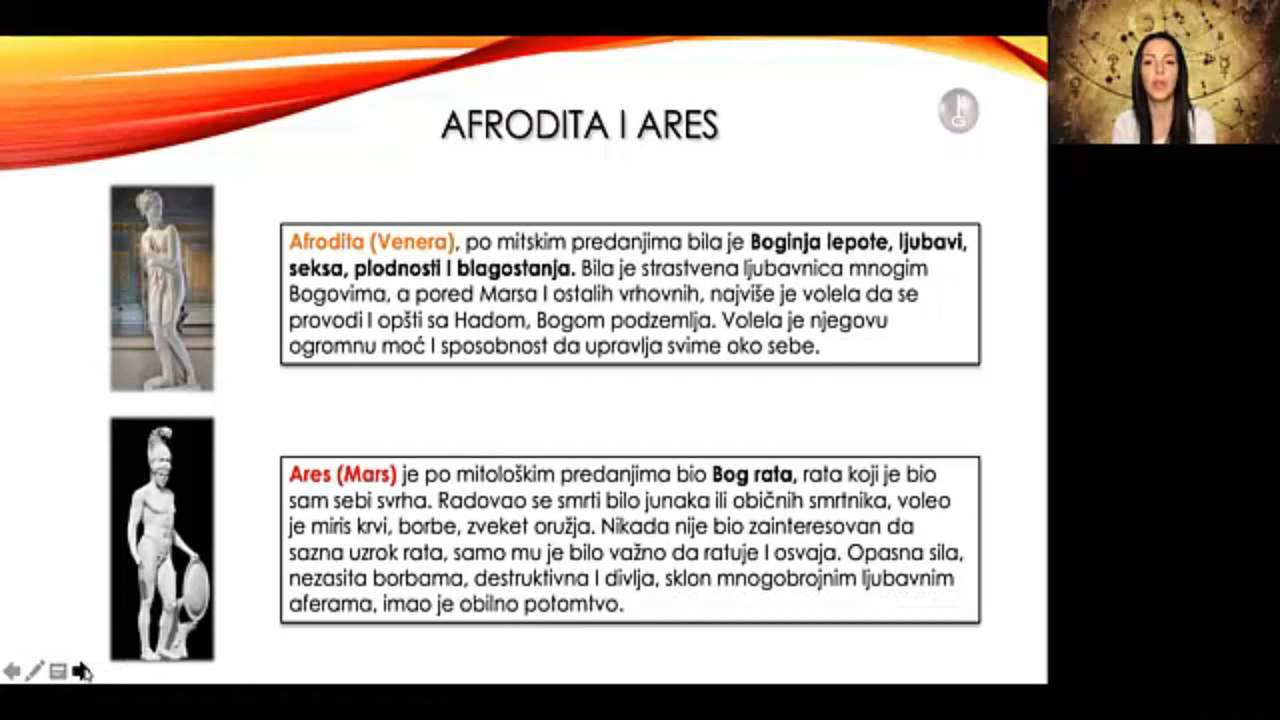 AFRODITA I ARES
Afrodita (Venera), po mitskim predanjima bila je Boginja lepote, ljubavi,
seksa, plodnosti I blagostanja. Bila je strastvena ljubavnica mnogim
Bogovima, a pored Marsa I ostalih vrhovnih, najviše je volela da se
provodi I opšti sa Hadom, Bogom podzemlja. Volela je njegovu
ogromnu moć I sposobnost da upravlja svime oko sebe.
Ares (Mars) je po mitološkim predanjima bio Bog rata, rata koji je bio
sam sebi svrha. Radovao se smrti bilo junaka ili običnih smrtnika, voleo
je miris krvi, borbe, zveket oružja. Nikada nije bio zainteresovan da
sazna uzrok rata, samo mu je bilo važno da ratuje I osvaja. Opasna sila,
nezasita borbama, destruktivna I divlja, sklon mnogobrojnim ljubavnim
aferama, imao je obilno potomtvo.